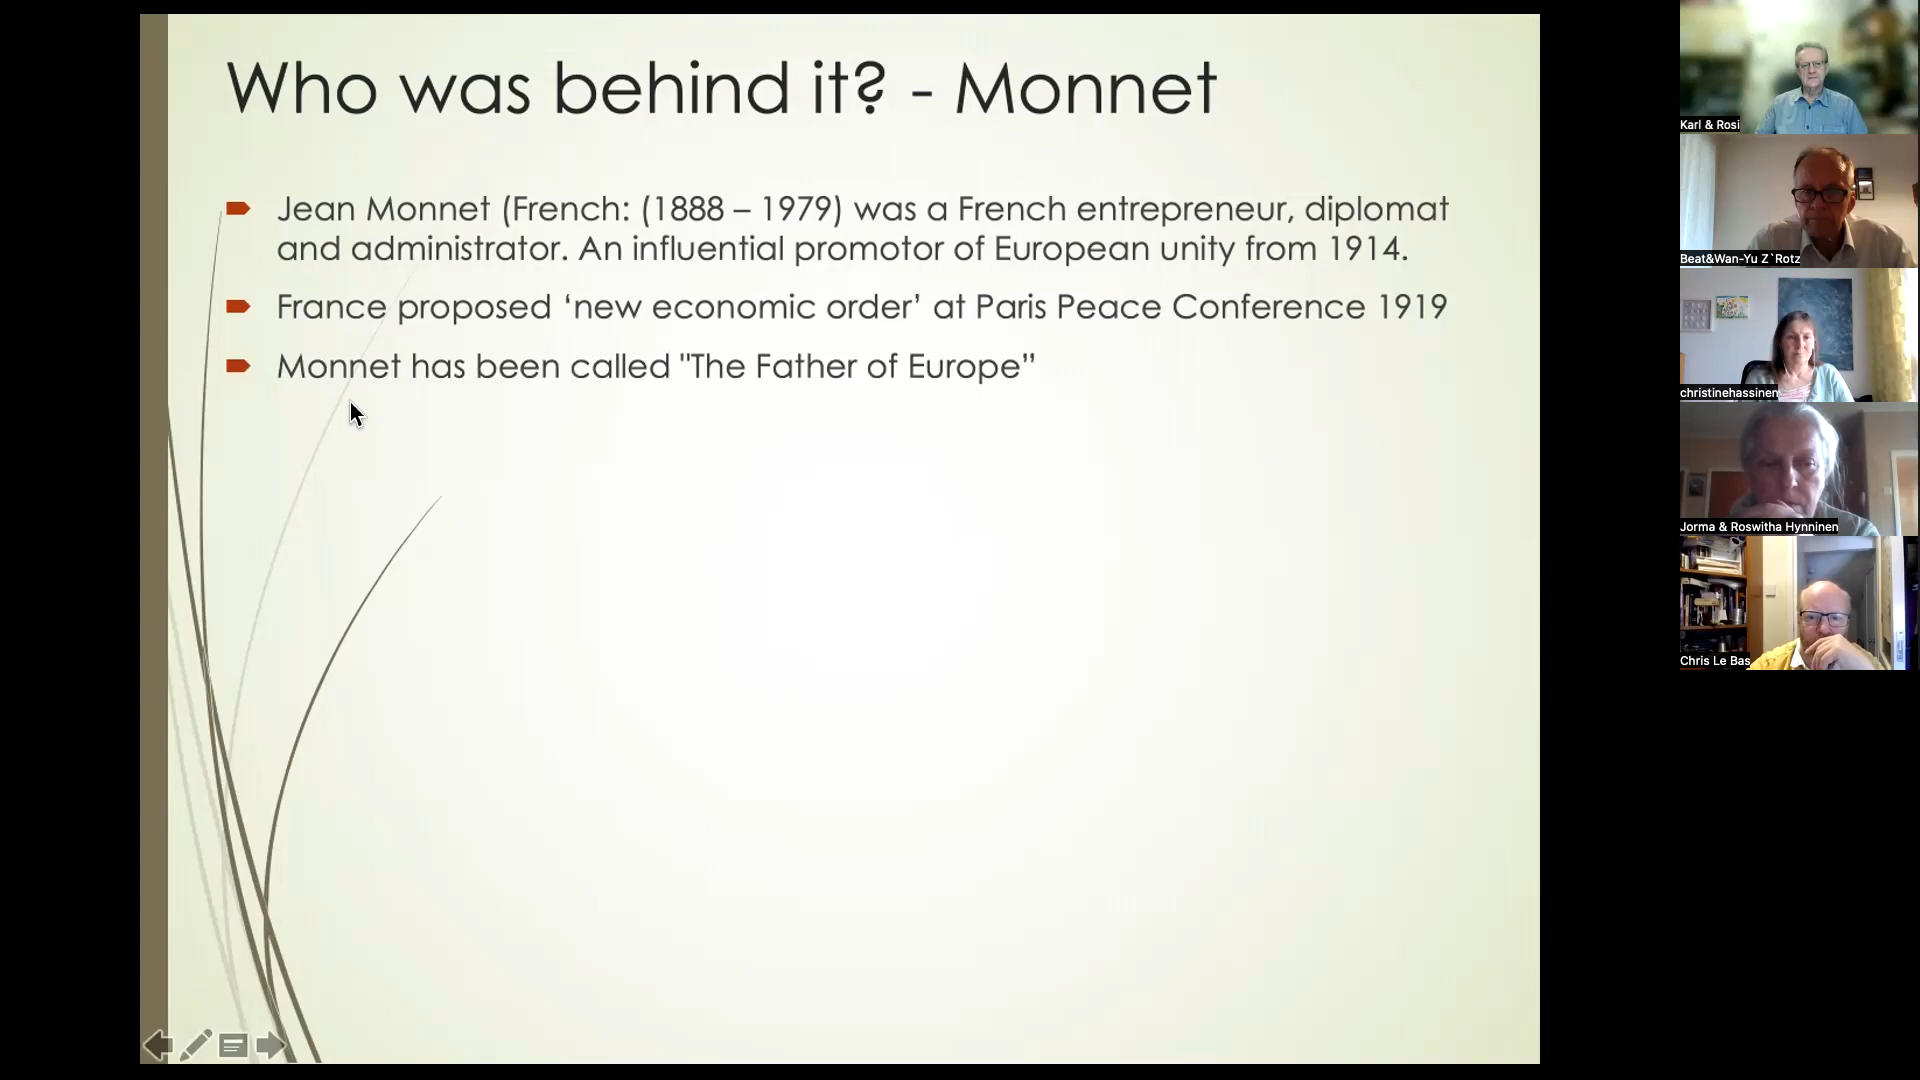 Who was behind it? - Monnet
Jean Monnet (French: (1888 – 1979) was a French entrepreneur, diplomat
and administrator. An influential promotor of European unity from 1914.
France proposed ‘new economic order’ at Paris Peace Conference 1919
Monnet has been called "The Father of Europe”
Karl & Rosi
Beat&Wan-Yu Z`Rotz
christinehassinen
Jorma & Roswitha Hynninen
Chris Le Bas